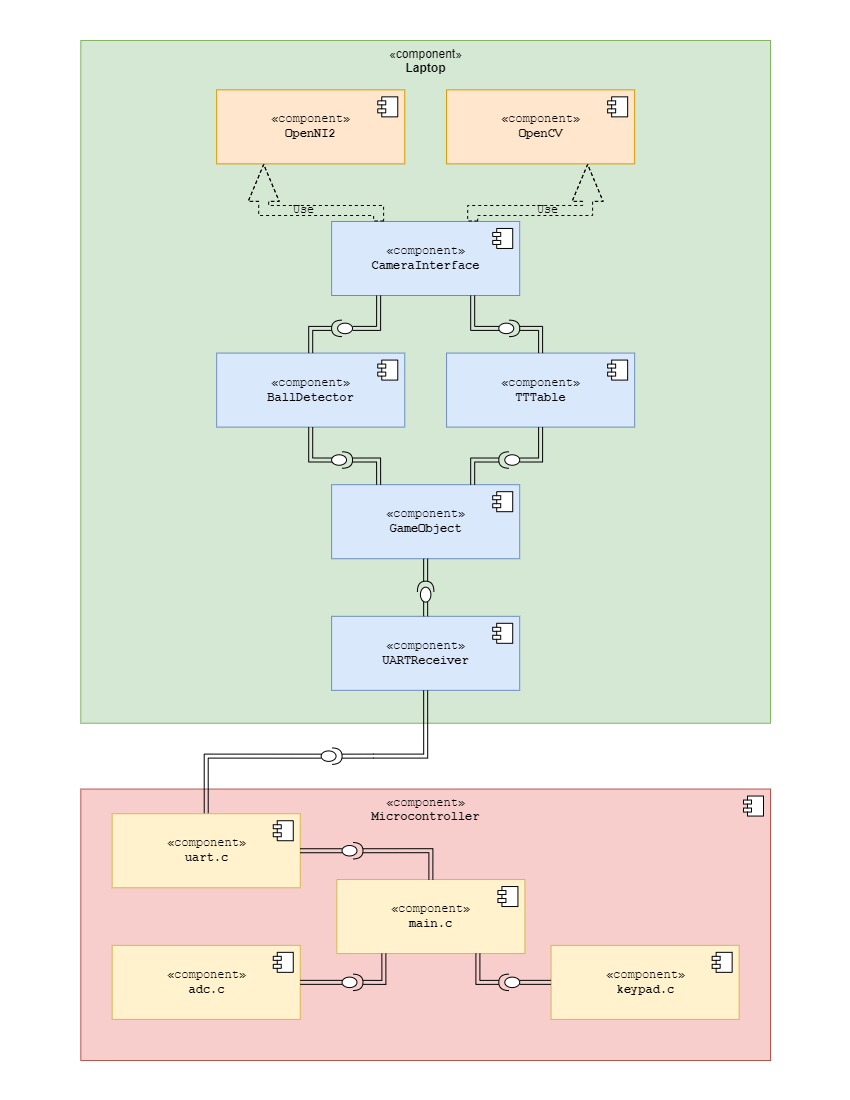 «component»
Laptop
«component»
OpenNI2
«component»
OpenCV
Use
Use
«component»
CameraInterface
«component»
BallDetector
«component»
TTTable
«component»
GameObject
«component»
UARTReceiver
«component»
Microcontroller
«component»
uart.c
«component»
main.c
«component»
adc.c
«component»
keypad.c